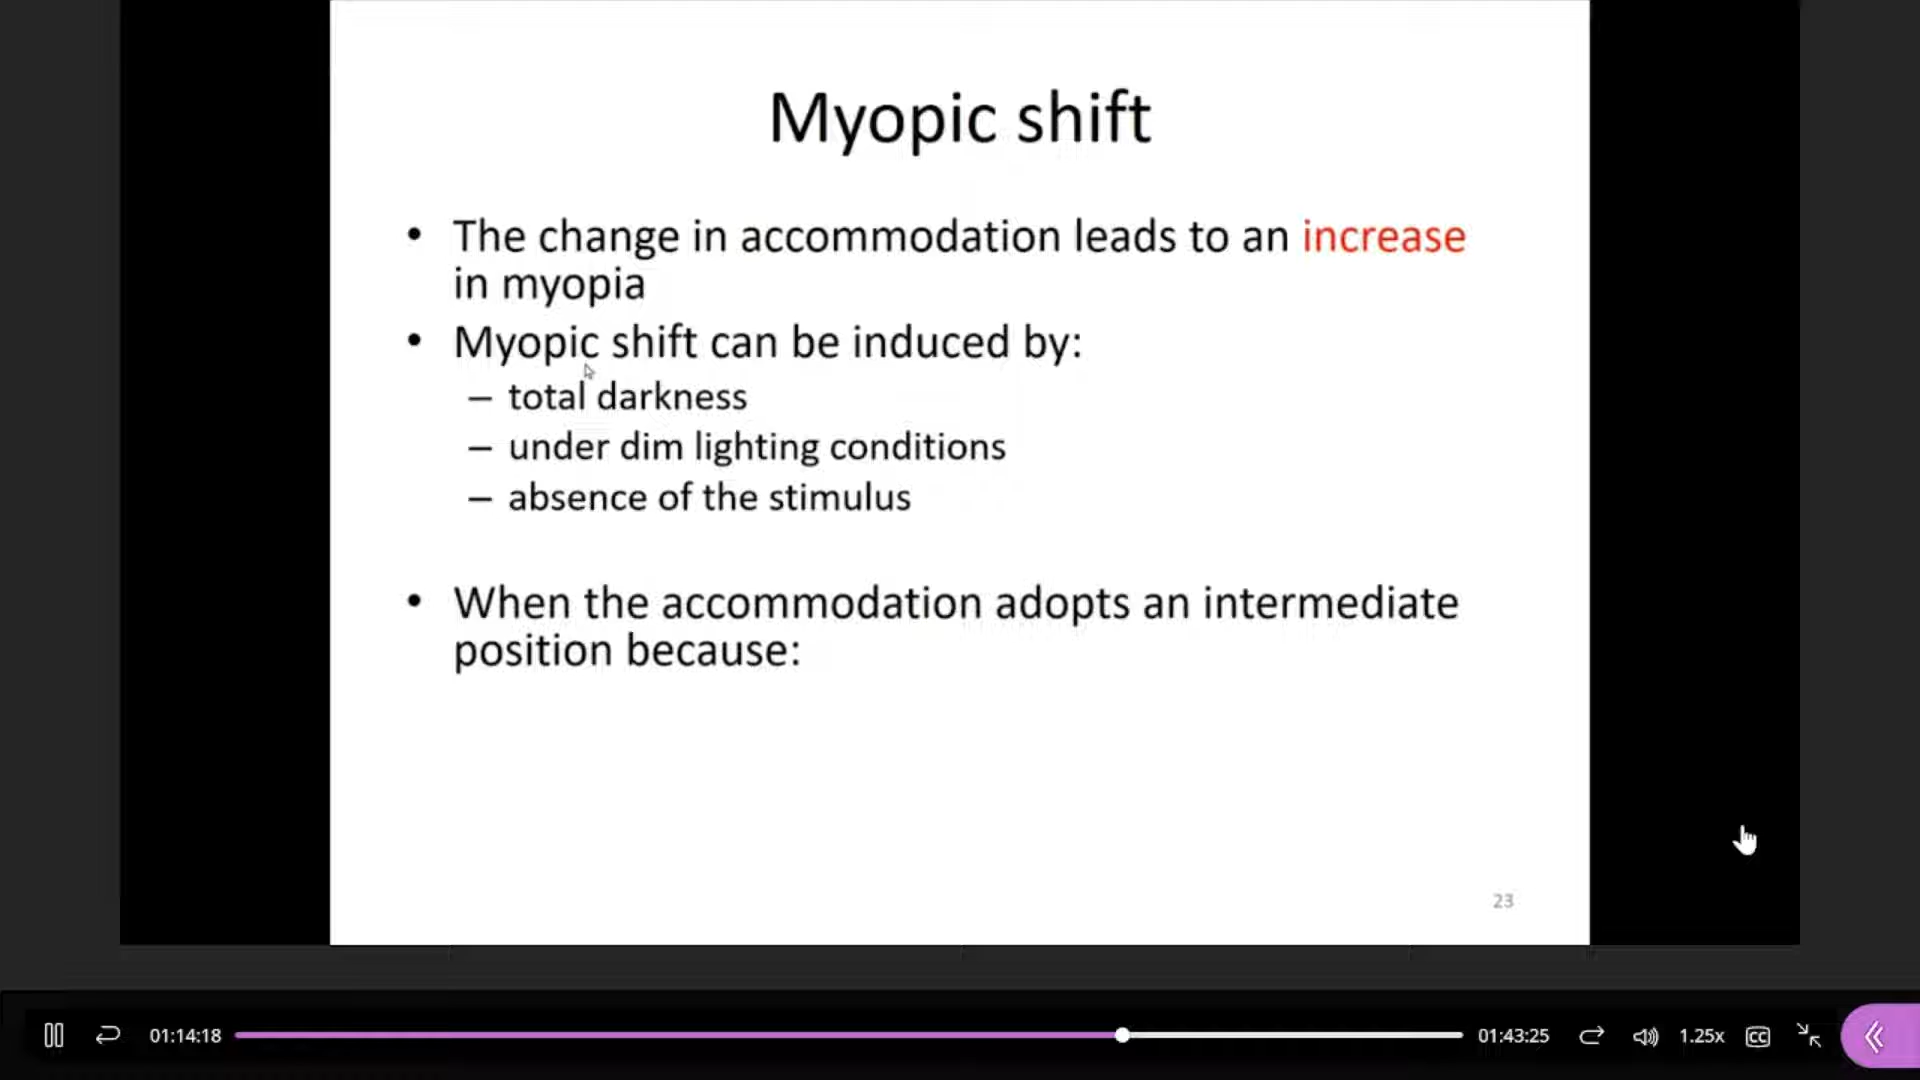 Myopic shift
• The change in accommodation leads to an increase
in myopia
• Myopic shift can be induced by:
– total darkness
– under dim lighting conditions
– absence of the stimulus
• When the accommodation adopts an intermediate
position because:
23
01:14:18
01:43:25
1.25x
CC